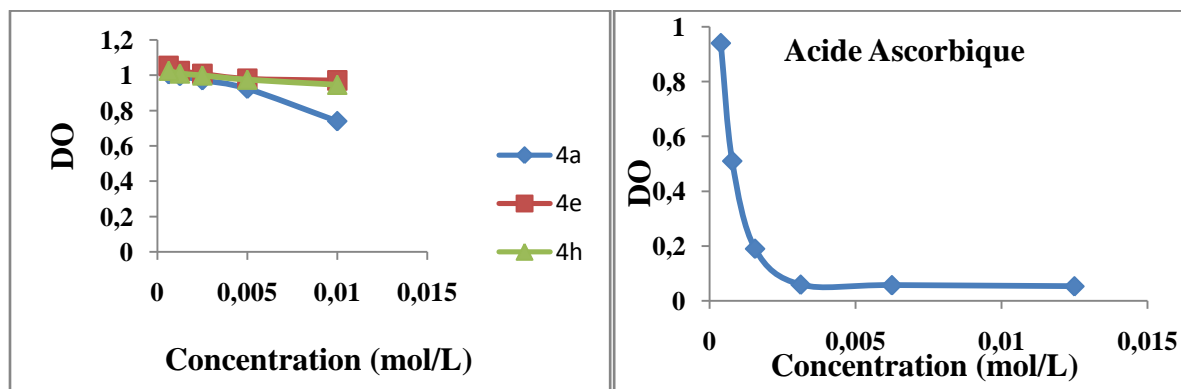 1,2
1
0,8
0,6
0,4
0,2
0
DO
0
0,005
0,01
0,015
Concentration (mol/L)
4a
4e
4h
Acide Ascorbique
1
0,8
0,6
0,4
0,2
0
DO
0
0,005
0,01
0,015
Concentration (mol/L)